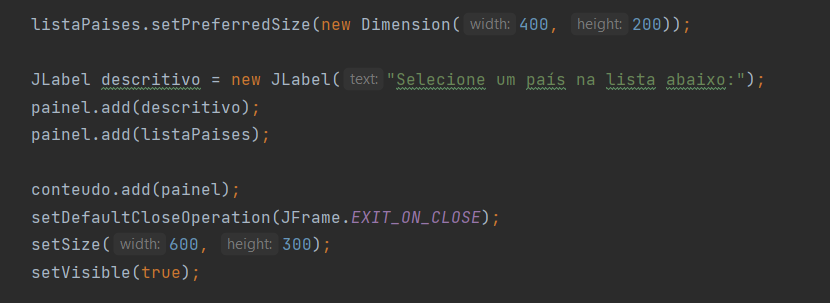 listaPaises.setPreferredSize(new Dimension( width: 400, height: 200));
JLabel descritivo = new JLabel( text: "Selecione um país na lista abaixo:");
painel.add(descritivo);
painel.add(listaPaises);
conteudo.add(painel);
setDefaultCloseOperation(JFrame.EXIT_ON_CLOSE);
setSize( width: 600, height: 300);
setVisible(true);